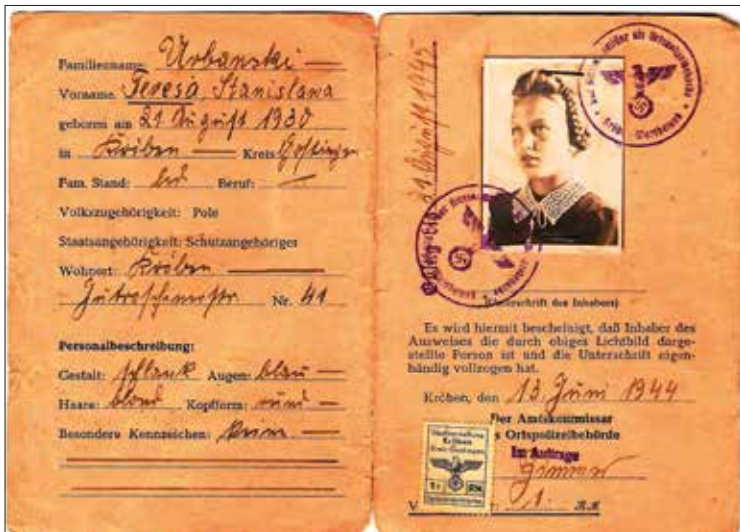 Familienname: Urbanski
Vorname: Teresa, Stanislawa
geboren am 21 August 1930
in Kröben Kreis: Gostingen
Fam. Stand: led Beruf:
Volkszugehörigkeit: Pole
Staatsangehörigkeit: Schutzangehöriger
Wohnort: Kröben
Nr. 41
Personalbeschreibung:
Gestalt: schlank Augen: blau
Haare: blond Kopfform: rund
Besondere Kennzeichen: keine
21 August 1945
(Unterschrift des Inhabers)
Es wird hiermit bescheinigt, daß Inhaber des
Ausweises die durch obiges Lichtbild darge-
stellte Person ist und die Unterschrift eigen-
händig vollzogen hat.
Kröben, den 13. Juni 1944
Der Amtskommissar
Ortspolizeibehörde
Im Auftrage
Kröben
RM